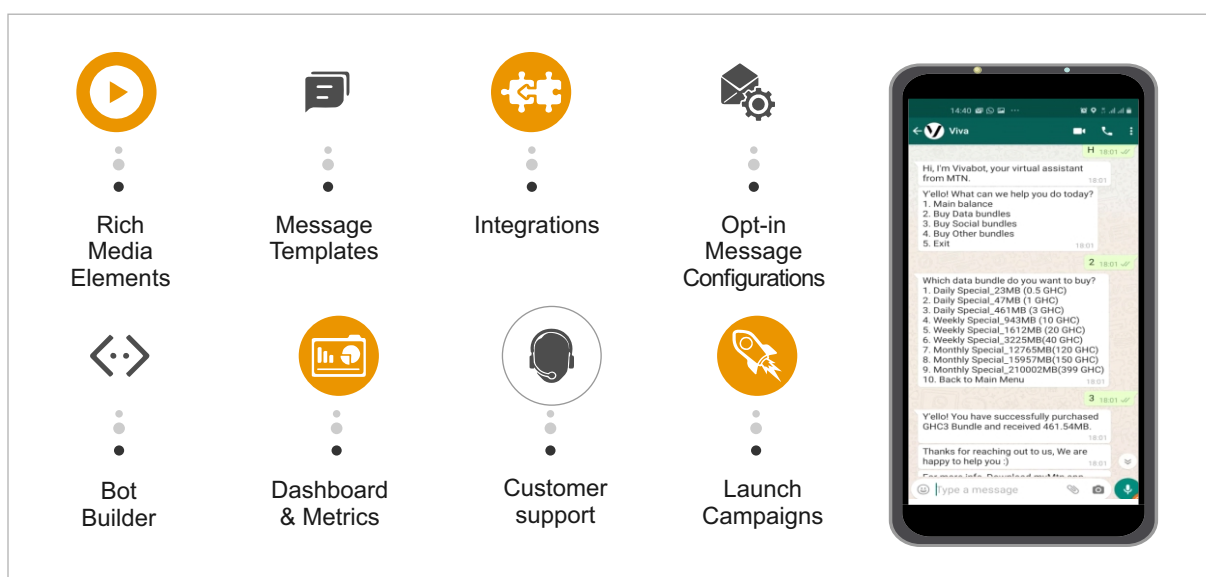 Rich
Media
Elements
Message
Templates
Integrations
Opt-in
Message
Configurations
Bot
Builder
Dashboard
& Metrics
Customer
support
Launch
Campaigns
14:40
Viva
H 18:01
Hi, I'm Vivabot, your virtual assistant
from MTN.
18:01
Y'ello! What can we help you do today?
1. Main balance
2. Buy Data bundles
3. Buy Social bundles
4. Buy Other bundles
5. Exit
18:01
2 18:01
Which data bundle do you want to buy?
1. Daily Special_23MB (0.5 GHC)
2. Daily Special_47MB (1 GHC)
3. Daily Special_461MB (3 GHC)
4. Weekly Special_943MB (10 GHC)
5. Weekly Special_1612MB (20 GHC)
6. Weekly Special_3225MB(40 GHC)
7. Monthly Special_12765MB(120 GHC)
8. Monthly Special_15957MB(150 GHC)
9. Monthly Special_210002MB(399 GHC)
10. Back to Main Menu
18:01
3 18:01
Y'ello! You have successfully purchased
GHC3 Bundle and received 461.54MB.
18:01
Thanks for reaching out to us, We are
happy to help you :)
18:01
For more info, Download myMtn app
Type a message